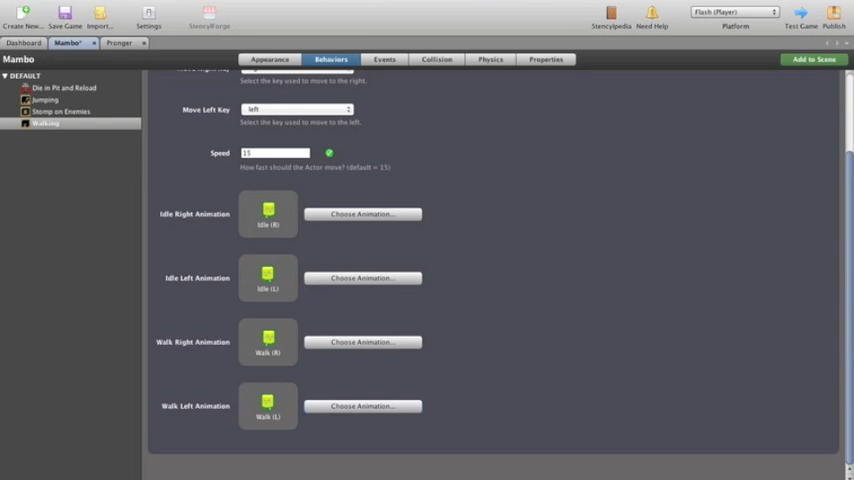 Create New... Save Game Import... Settings StencylForge Stencylpedia Need Help Flash (Player) Platform Test Game Publish
Dashboard Mambo* Pronger
Mambo Appearance Behaviors Events Collision Physics Properties Add to Scene
DEFAULT
Die in Pit and Reload
Jumping
Stomp on Enemies
Walking
Select the key used to move to the right.
Move Left Key left
Select the key used to move to the left.
Speed 15
How fast should the Actor move? (default = 15)
Idle Right Animation Idle (R) Choose Animation...
Idle Left Animation Idle (L) Choose Animation...
Walk Right Animation Walk (R) Choose Animation...
Walk Left Animation Walk (L) Choose Animation...